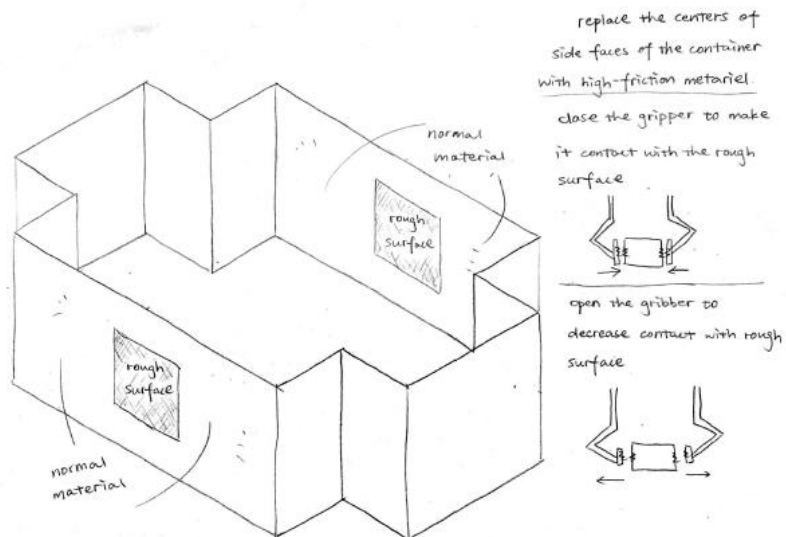 replace the centers of
side faces of the container
with high-friction metariel.
close the gripper to make
it contact with the rough
surface
open the gribber to
decrease contact with rough
surface
normal
material
rough
surface
rough
surface
normal
material